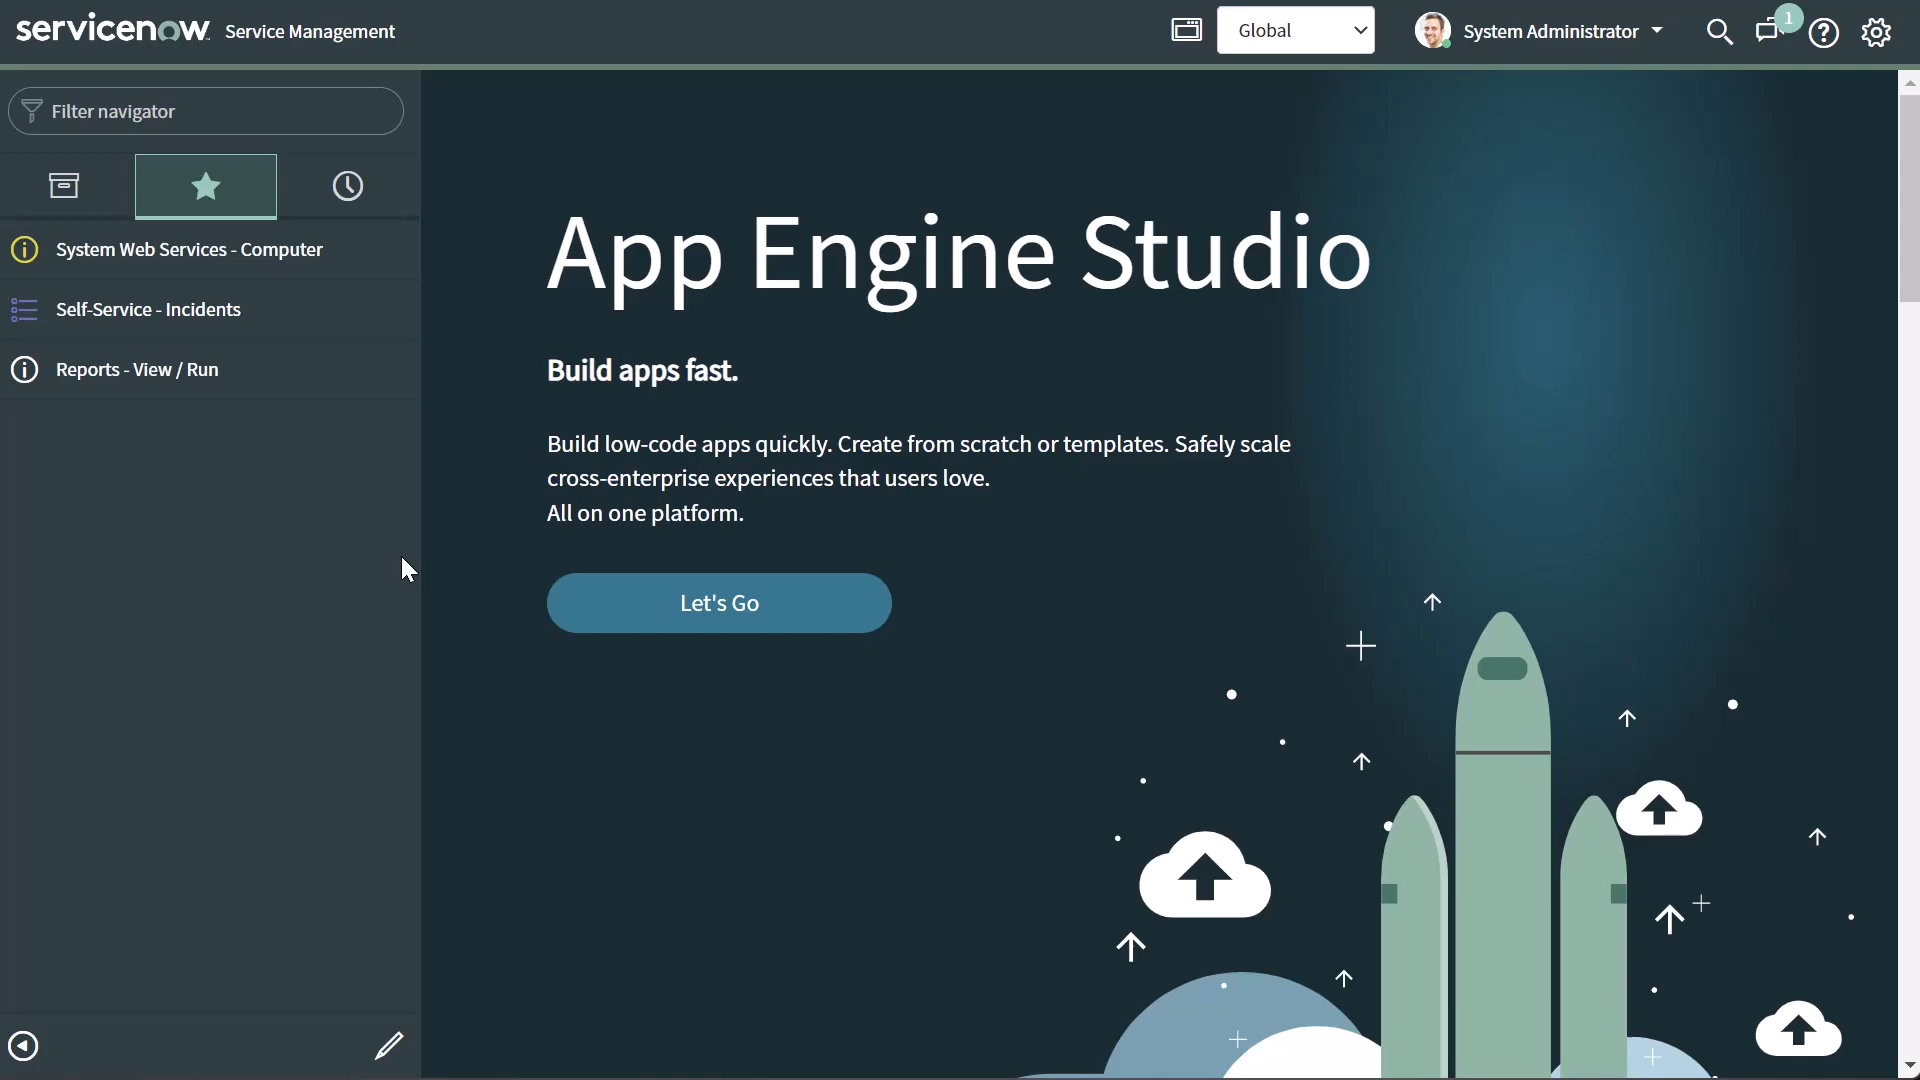 servicenow Service Management
Global
System Administrator
1
Filter navigator
System Web Services - Computer
Self-Service - Incidents
Reports - View / Run
App Engine Studio
Build apps fast.
Build low-code apps quickly. Create from scratch or templates. Safely scale
cross-enterprise experiences that users love.
All on one platform.
Let's Go